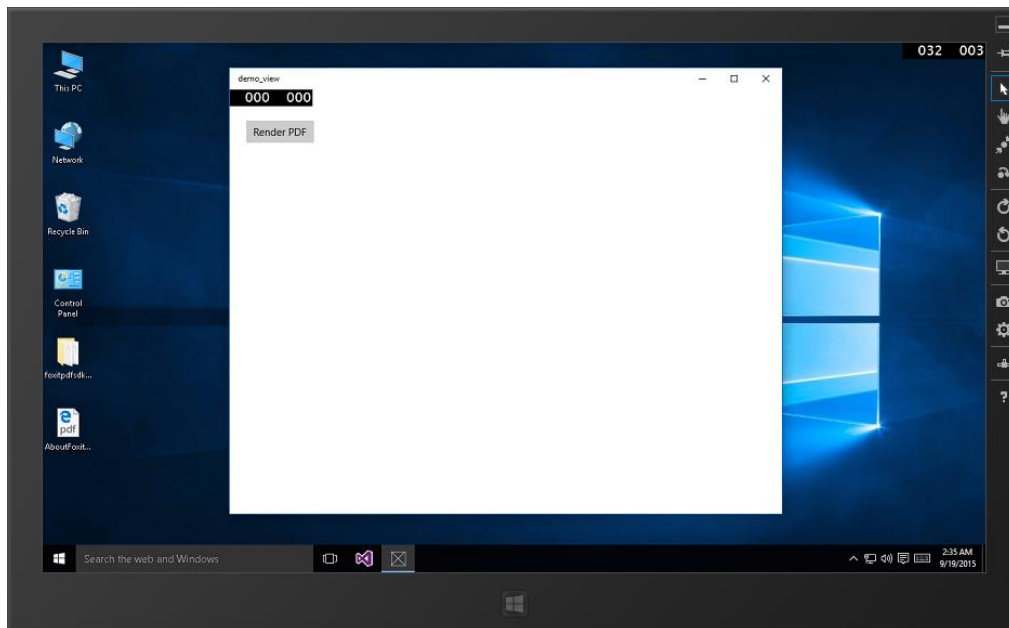 032 003
This PC
demo_view
000 000
Render PDF
Network
Recycle Bin
Control
Panel
foxitpdfsdk...
pdf
AboutFoxit...
Search the web and Windows
2:35 AM
9/19/2015